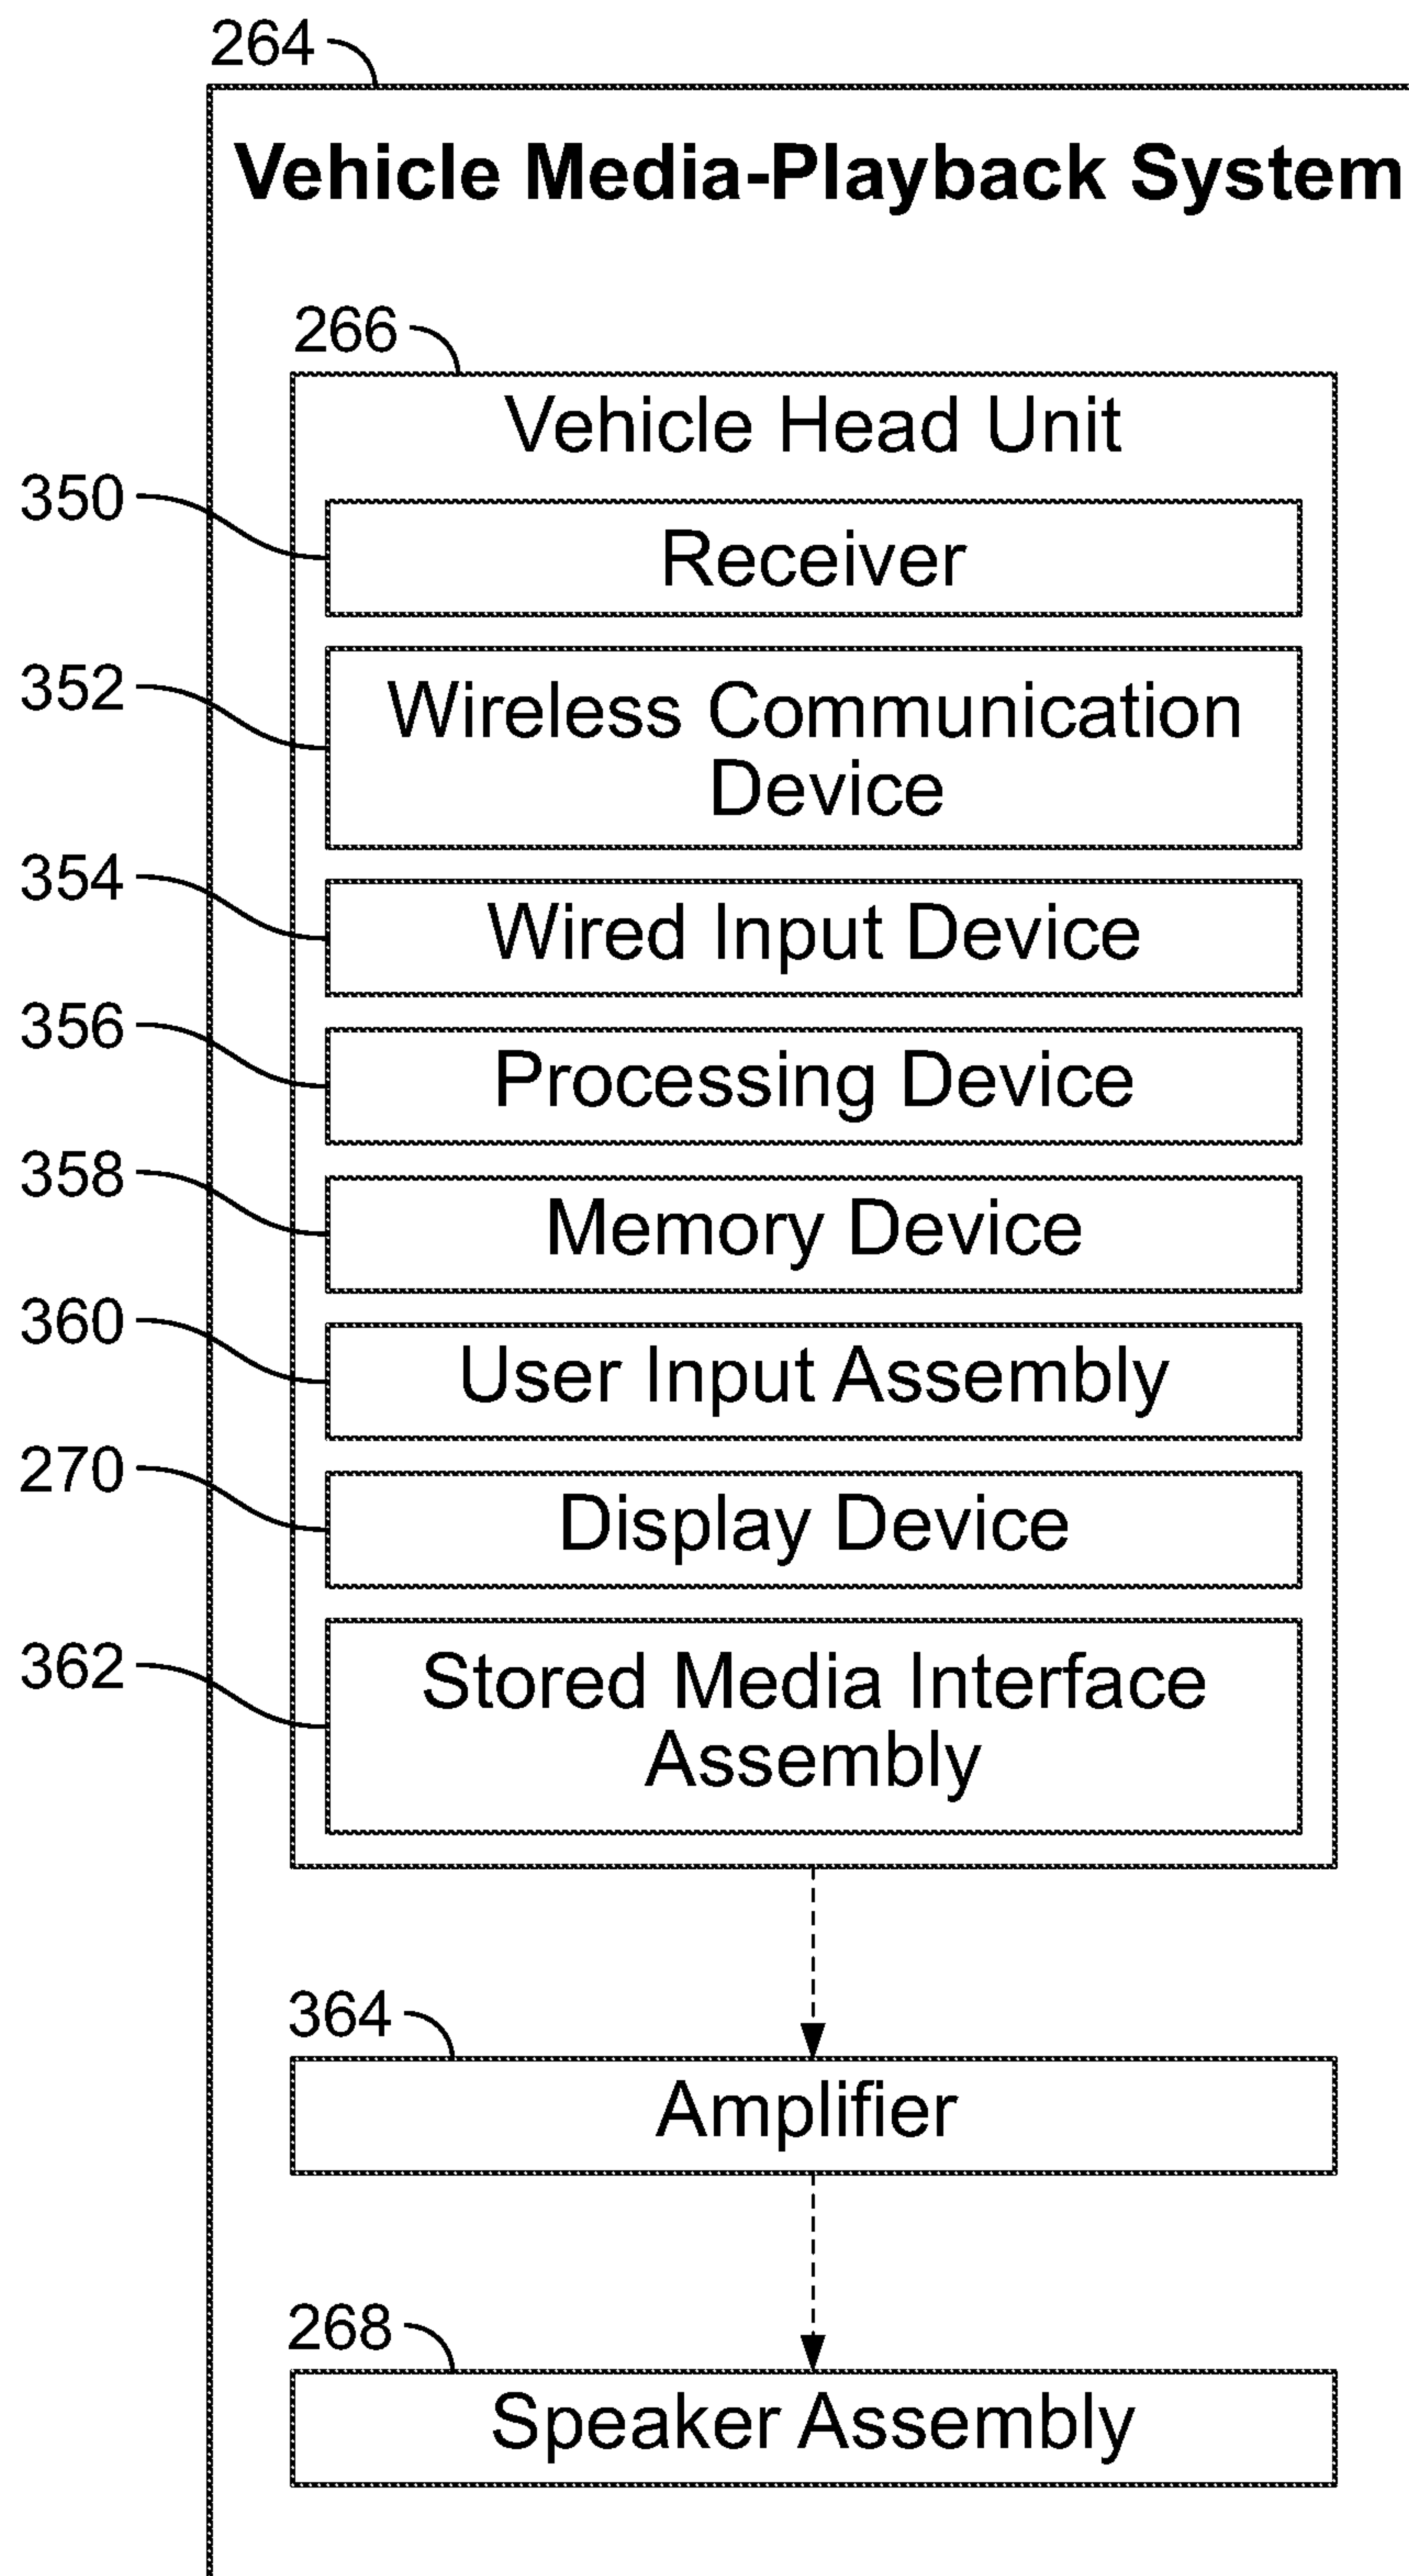 264
Vehicle Media-Playback System
266
Vehicle Head Unit
350
Receiver
352
Wireless Communication
Device
354
Wired Input Device
356
Processing Device
358
Memory Device
360
User Input Assembly
270
Display Device
362
Stored Media Interface
Assembly
364
Amplifier
268
Speaker Assembly